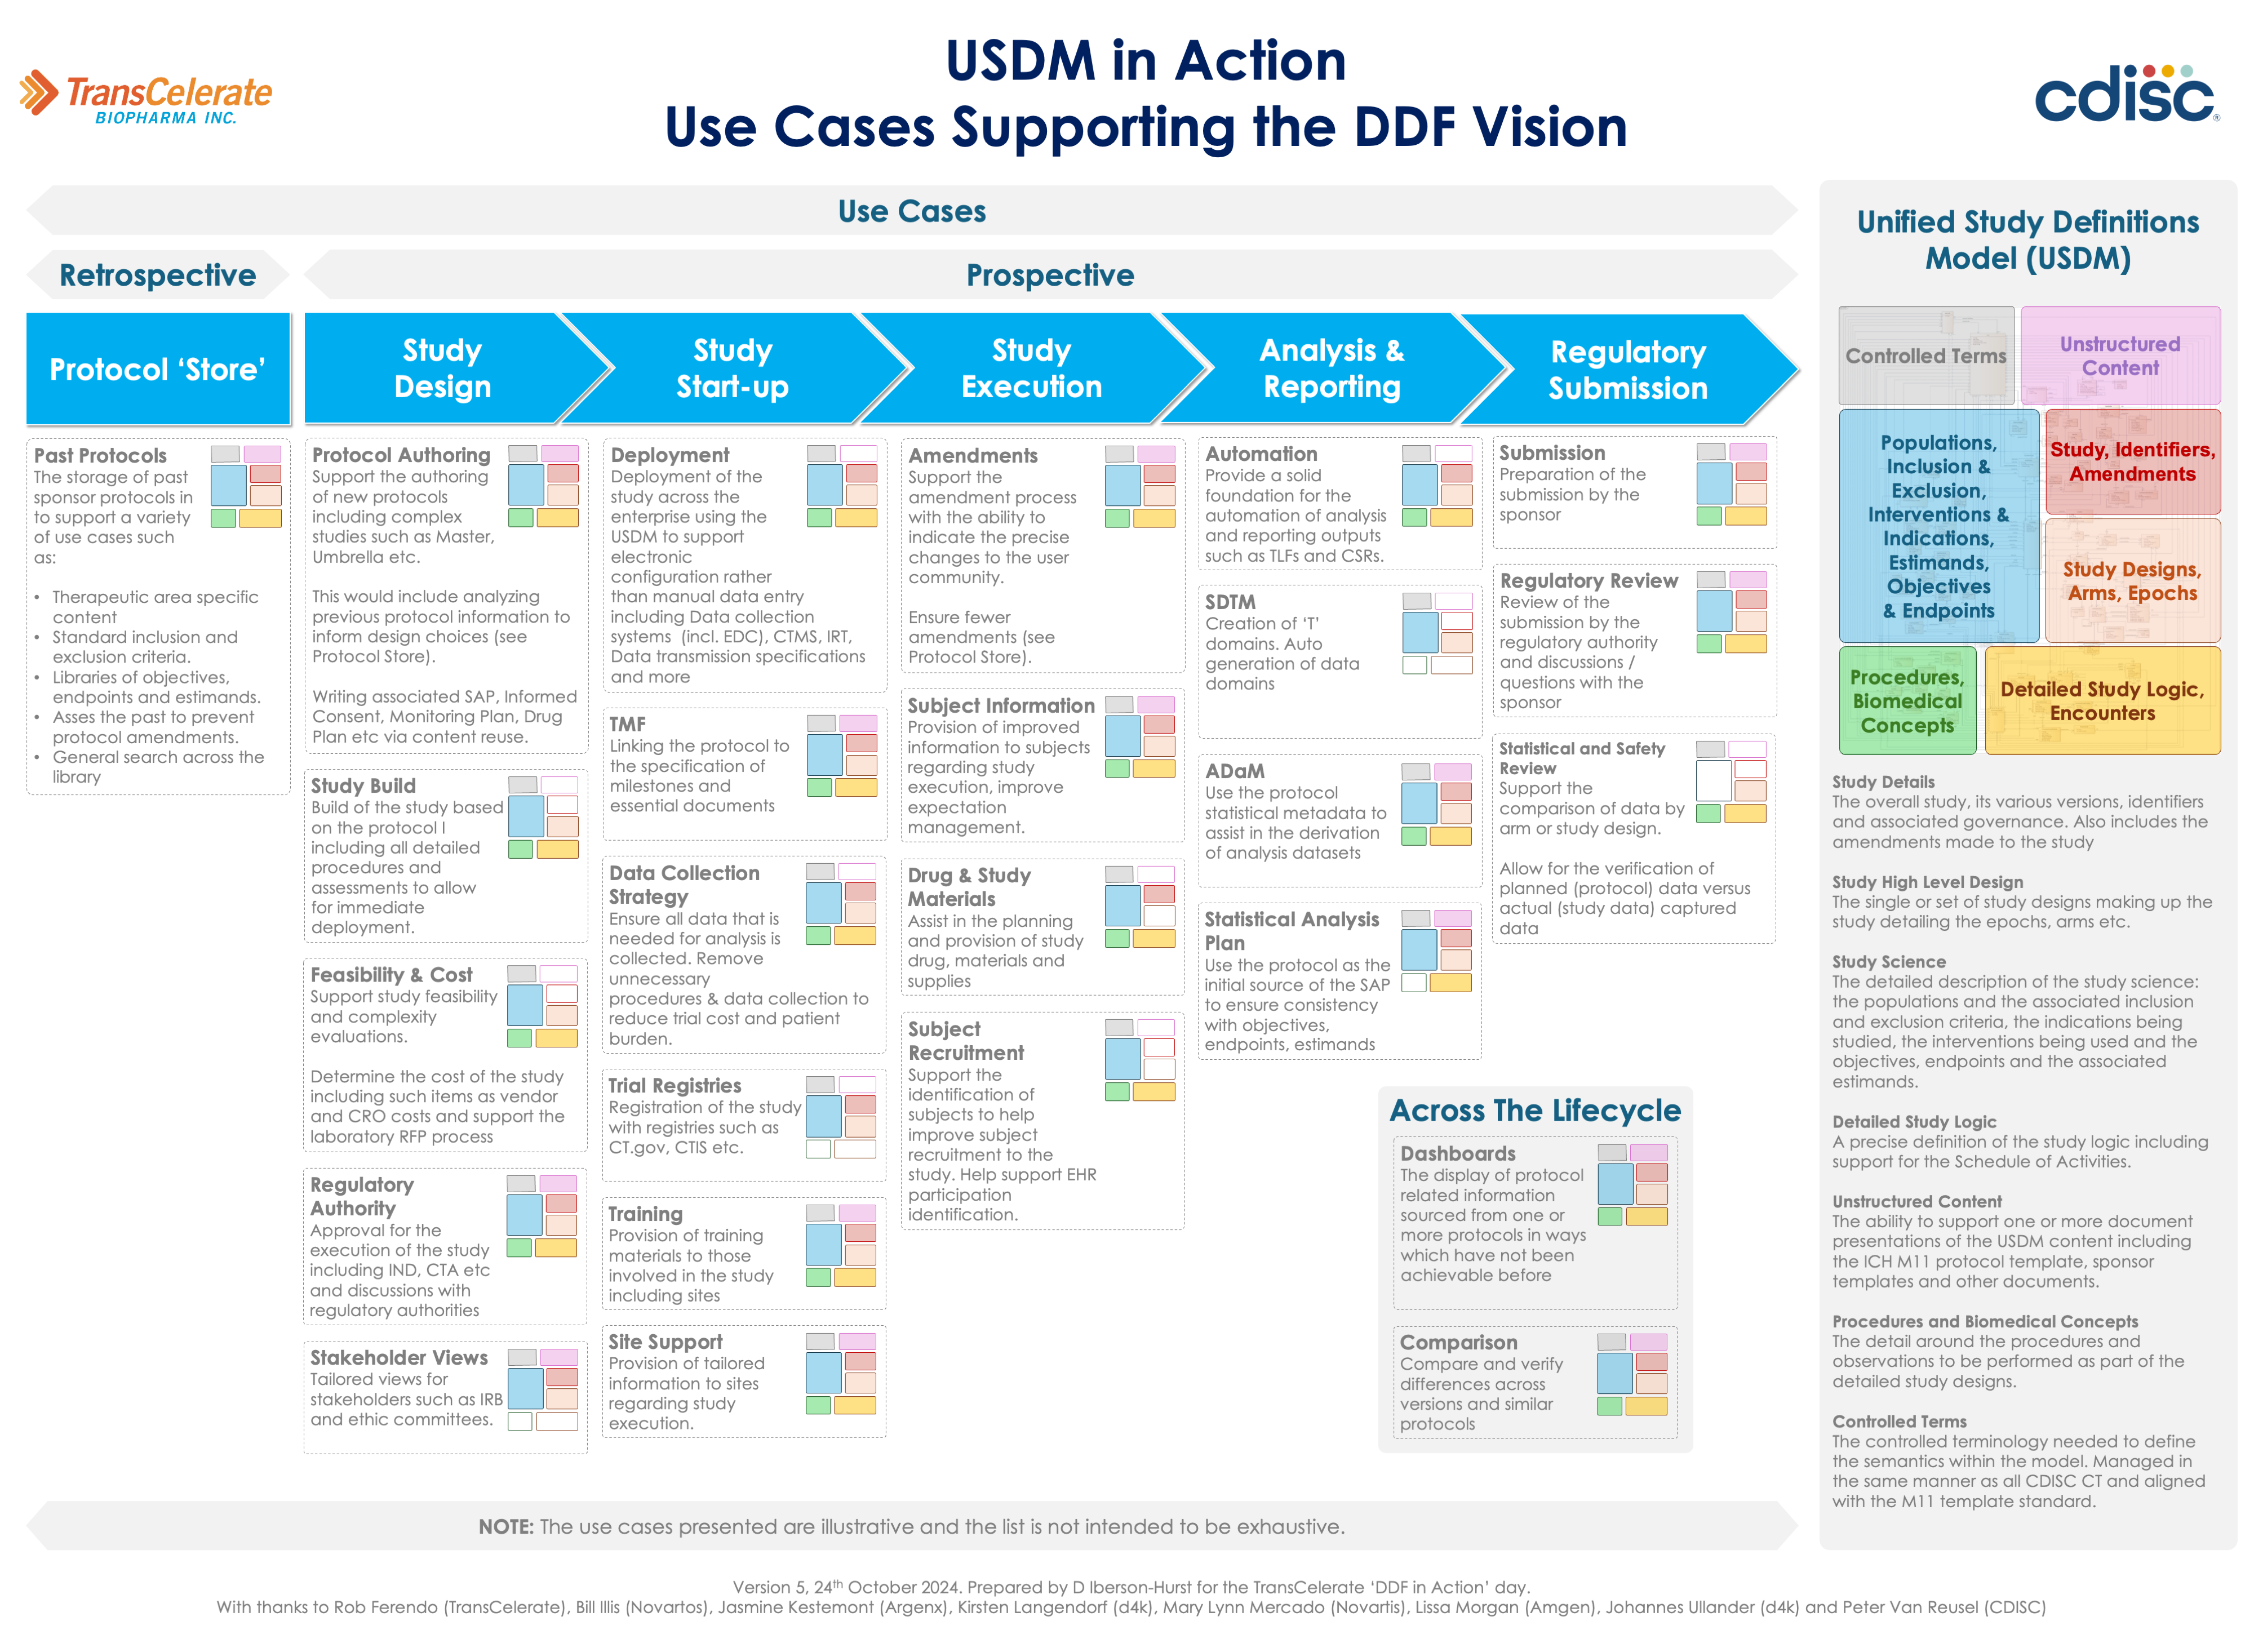 TransCelerate
BIOPHARMA INC.
USDM in Action
Use Cases Supporting the DDF Vision
cdisc®
Use Cases
Retrospective
Prospective
Protocol ‘Store’
Study
Design
Study
Start-up
Study
Execution
Analysis &
Reporting
Regulatory
Submission
Past Protocols
The storage of past
sponsor protocols in
to support a variety
of use cases such
as:
• Therapeutic area specific
content
• Standard inclusion and
exclusion criteria.
• Libraries of objectives,
endpoints and estimands.
• Asses the past to prevent
protocol amendments.
• General search across the
library
Protocol Authoring
Support the authoring
of new protocols
including complex
studies such as Master,
Umbrella etc.
This would include analyzing
previous protocol information to
inform design choices (see
Protocol Store).
Writing associated SAP, Informed
Consent, Monitoring Plan, Drug
Plan etc via content reuse.
Study Build
Build of the study based
on the protocol l
including all detailed
procedures and
assessments to allow
for immediate
deployment.
Feasibility & Cost
Support study feasibility
and complexity
evaluations.
Determine the cost of the study
including such items as vendor
and CRO costs and support the
laboratory RFP process
Regulatory
Authority
Approval for the
execution of the study
including IND, CTA etc
and discussions with
regulatory authorities
Stakeholder Views
Tailored views for
stakeholders such as IRB
and ethic committees.
Deployment
Deployment of the
study across the
enterprise using the
USDM to support
electronic
configuration rather
than manual data entry
including Data collection
systems (incl. EDC), CTMS, IRT,
Data transmission specifications
and more
TMF
Linking the protocol to
the specification of
milestones and
essential documents
Data Collection
Strategy
Ensure all data that is
needed for analysis is
collected. Remove
unnecessary
procedures & data collection to
reduce trial cost and patient
burden.
Trial Registries
Registration of the study
with registries such as
CT.gov, CTIS etc.
Training
Provision of training
materials to those
involved in the study
including sites
Site Support
Provision of tailored
information to sites
regarding study
execution.
Amendments
Support the
amendment process
with the ability to
indicate the precise
changes to the user
community.
Ensure fewer
amendments (see
Protocol Store).
Subject Information
Provision of improved
information to subjects
regarding study
execution, improve
expectation
management.
Drug & Study
Materials
Assist in the planning
and provision of study
drug, materials and
supplies
Subject
Recruitment
Support the
identification of
subjects to help
improve subject
recruitment to the
study. Help support EHR
participation
identification.
Automation
Provide a solid
foundation for the
automation of analysis
and reporting outputs
such as TLFs and CSRs.
SDTM
Creation of ‘T’
domains. Auto
generation of data
domains
ADaM
Use the protocol
statistical metadata to
assist in the derivation
of analysis datasets
Statistical Analysis
Plan
Use the protocol as the
initial source of the SAP
to ensure consistency
with objectives,
endpoints, estimands
Submission
Preparation of the
submission by the
sponsor
Regulatory Review
Review of the
submission by the
regulatory authority
and discussions /
questions with the
sponsor
Statistical and Safety
Review
Support the
comparison of data by
arm or study design.
Allow for the verification of
planned (protocol) data versus
actual (study data) captured
data
Across The Lifecycle
Dashboards
The display of protocol
related information
sourced from one or
more protocols in ways
which have not been
achievable before
Comparison
Compare and verify
differences across
versions and similar
protocols
Unified Study Definitions
Model (USDM)
Controlled Terms
Unstructured
Content
Populations,
Inclusion &
Exclusion,
Interventions &
Indications,
Estimands,
Objectives
& Endpoints
Study, Identifiers,
Amendments
Study Designs,
Arms, Epochs
Procedures,
Biomedical
Concepts
Detailed Study Logic,
Encounters
Study Details
The overall study, its various versions, identifiers
and associated governance. Also includes the
amendments made to the study
Study High Level Design
The single or set of study designs making up the
study detailing the epochs, arms etc.
Study Science
The detailed description of the study science:
the populations and the associated inclusion
and exclusion criteria, the indications being
studied, the interventions being used and the
objectives, endpoints and the associated
estimands.
Detailed Study Logic
A precise definition of the study logic including
support for the Schedule of Activities.
Unstructured Content
The ability to support one or more document
presentations of the USDM content including
the ICH M11 protocol template, sponsor
templates and other documents.
Procedures and Biomedical Concepts
The detail around the procedures and
observations to be performed as part of the
detailed study designs.
Controlled Terms
The controlled terminology needed to define
the semantics within the model. Managed in
the same manner as all CDISC CT and aligned
with the M11 template standard.
NOTE: The use cases presented are illustrative and the list is not intended to be exhaustive.
Version 5, 24th October 2024. Prepared by D Iberson-Hurst for the TransCelerate ‘DDF in Action’ day.
With thanks to Rob Ferendo (TransCelerate), Bill Illis (Novartos), Jasmine Kestemont (Argenx), Kirsten Langendorf (d4k), Mary Lynn Mercado (Novartis), Lissa Morgan (Amgen), Johannes Ullander (d4k) and Peter Van Reusel (CDISC)